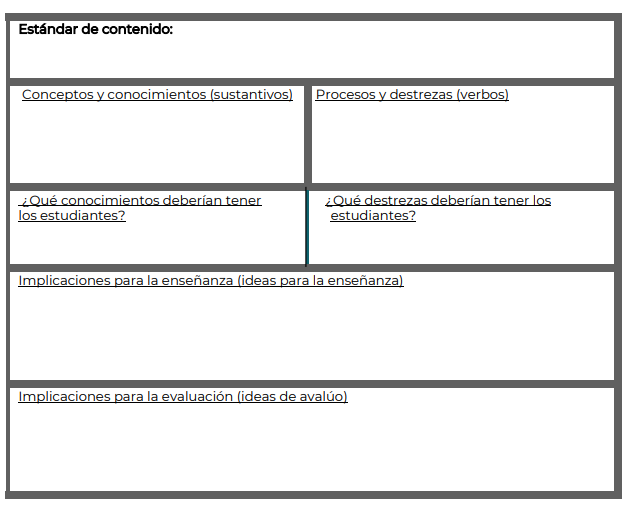 Estándar de contenido:
Conceptos y conocimientos (sustantivos)
Procesos y destrezas (verbos)
¿Qué conocimientos deberían tener
los estudiantes?
¿Qué destrezas deberían tener los
estudiantes?
Implicaciones para la enseñanza (ideas para la enseñanza)
Implicaciones para la evaluación (ideas de avalúo)